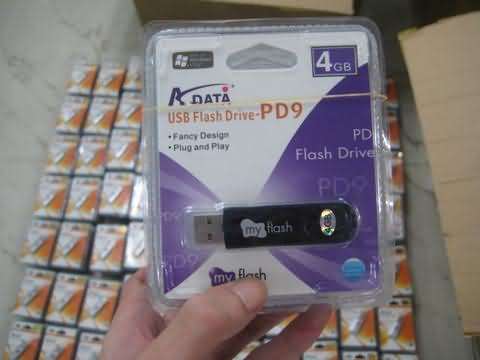 4GB
A DATA
USB Flash Drive-PD9
• Fancy Design
• Plug and Play
PD
Flash Drive
PD9
my flash
my flash